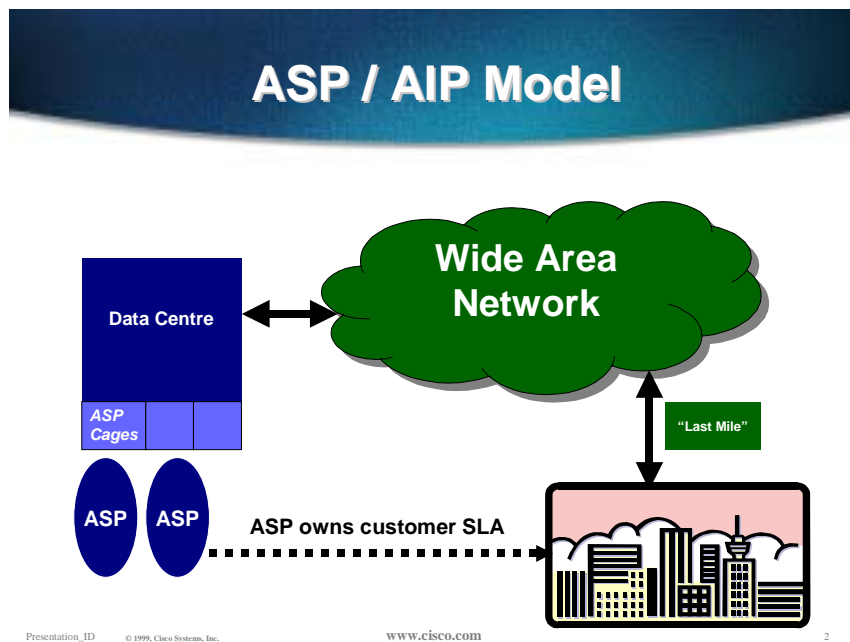 ASP / AIP Model
Wide Area
Network
Data Centre
ASP
Cages
“Last Mile”
ASP
ASP
ASP owns customer SLA
Presentation_ID
© 1999, Cisco Systems, Inc.
www.cisco.com
2